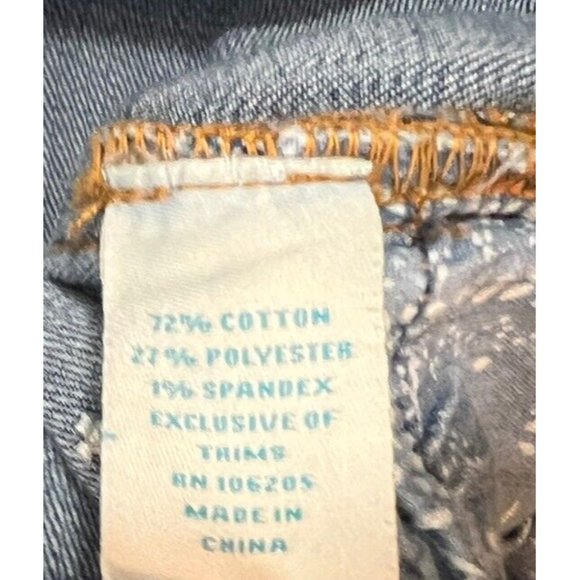 72% COTTON
27% POLYESTER
1% SPANDEX
EXCLUSIVE OF
TRIMS
RN 106205
MADE IN
CHINA